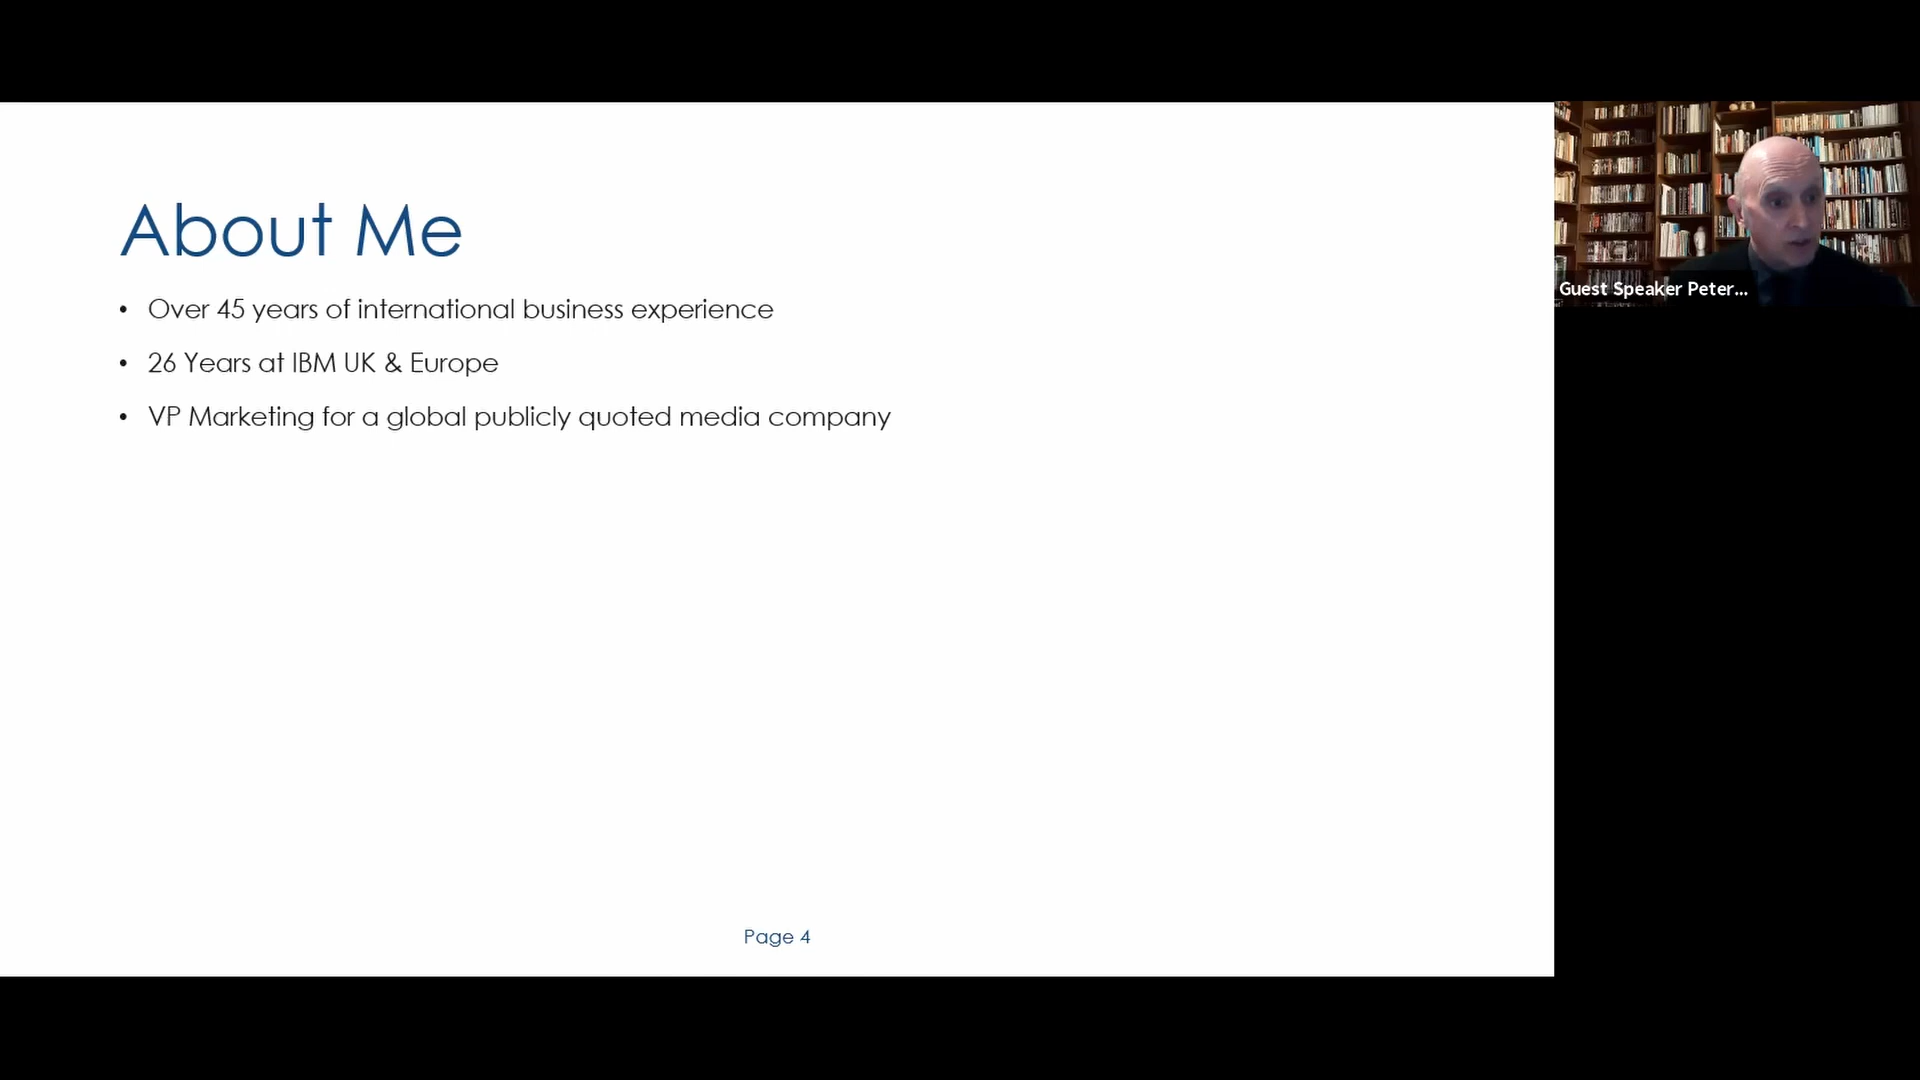 About Me
• Over 45 years of international business experience
• 26 Years at IBM UK & Europe
• VP Marketing for a global publicly quoted media company
Page 4
Guest Speaker Peter...